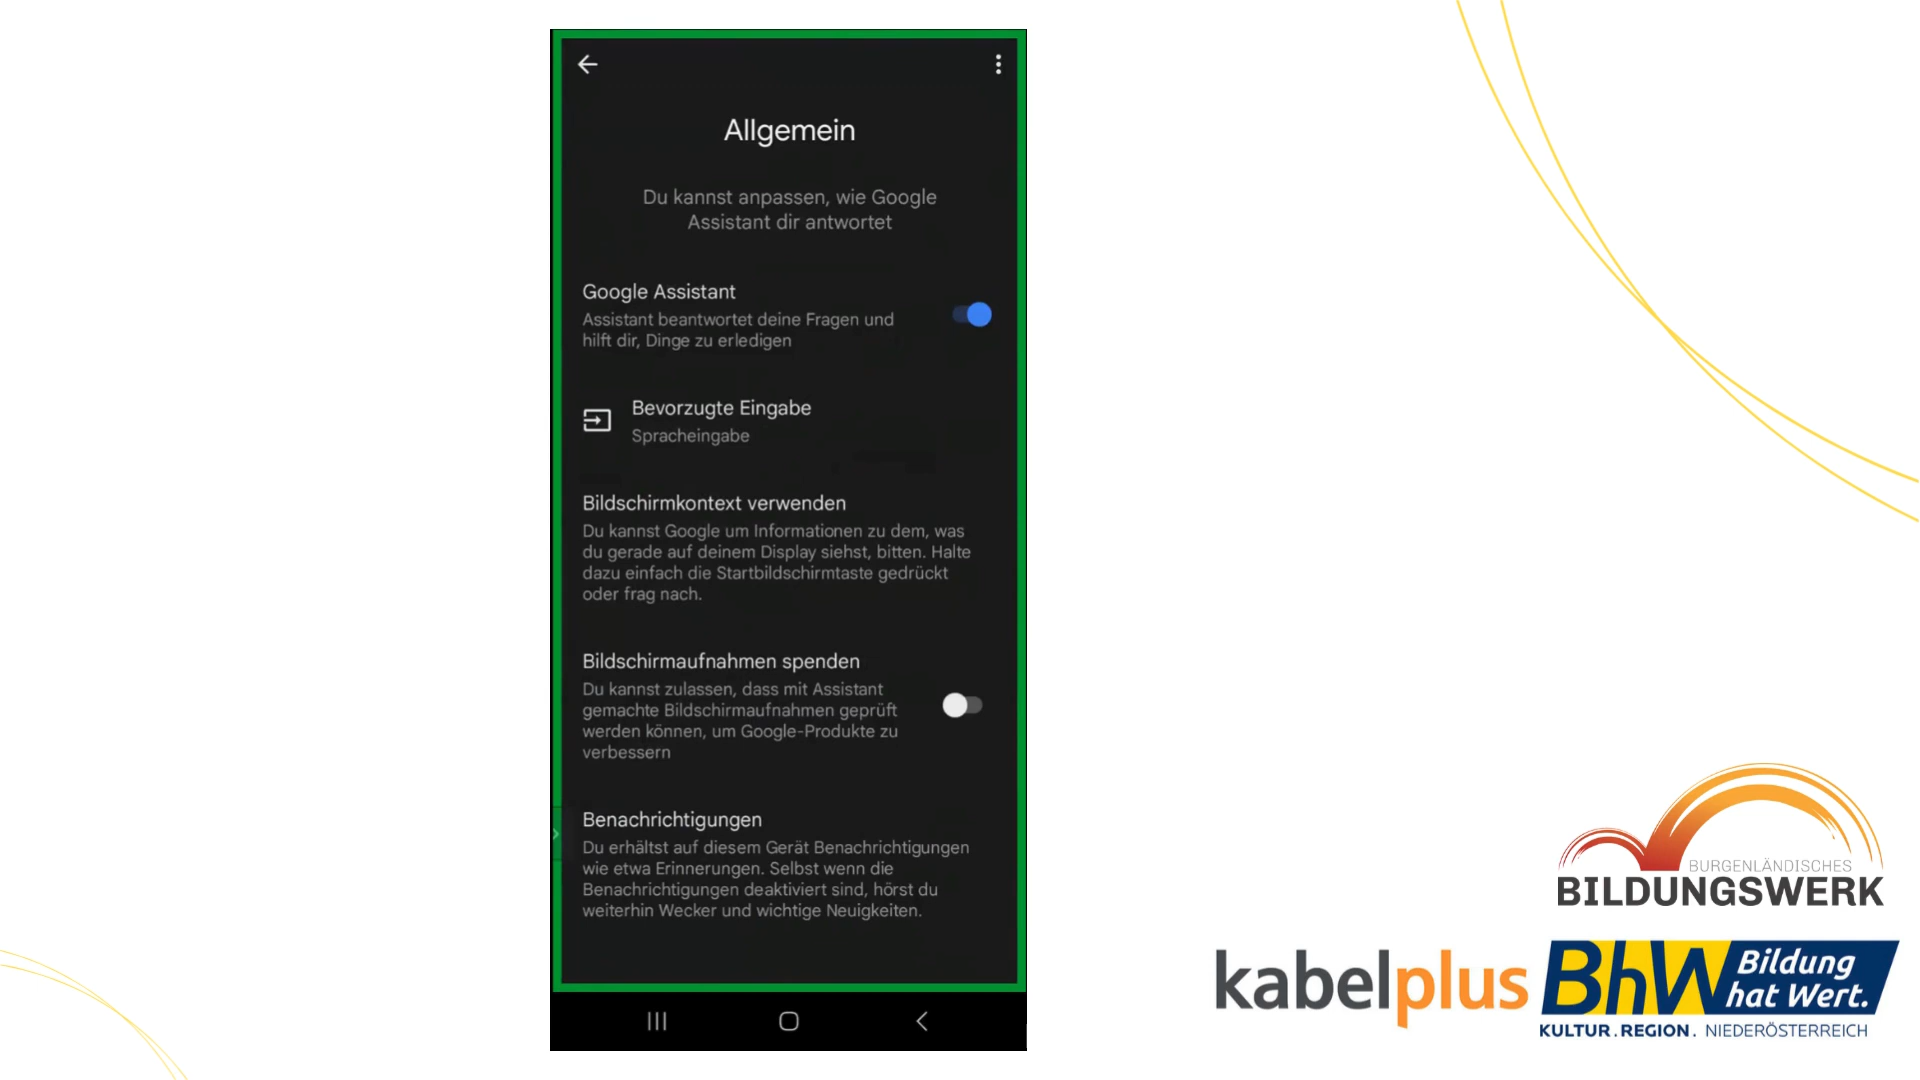 Allgemein
Du kannst anpassen, wie Google
Assistant dir antwortet
Google Assistant
Assistant beantwortet deine Fragen und
hilft dir, Dinge zu erledigen
Bevorzugte Eingabe
Spracheingabe
Bildschirmkontext verwenden
Du kannst Google um Informationen zu dem, was
du gerade auf deinem Display siehst, bitten. Halte
dazu einfach die Startbildschirmtaste gedrückt
oder frag nach.
Bildschirmaufnahmen spenden
Du kannst zulassen, dass mit Assistant
gemachte Bildschirmaufnahmen geprüft
werden können, um Google-Produkte zu
verbessern
Benachrichtigungen
Du erhältst auf diesem Gerät Benachrichtigungen
wie etwa Erinnerungen. Selbst wenn die
Benachrichtigungen deaktiviert sind, hörst du
weiterhin Wecker und wichtige Neuigkeiten.
BURGENLÄNDISCHES
BILDUNGSWERK
kabelplus
BhW Bildung
hat Wert.
KULTUR.REGION. NIEDERÖSTERREICH